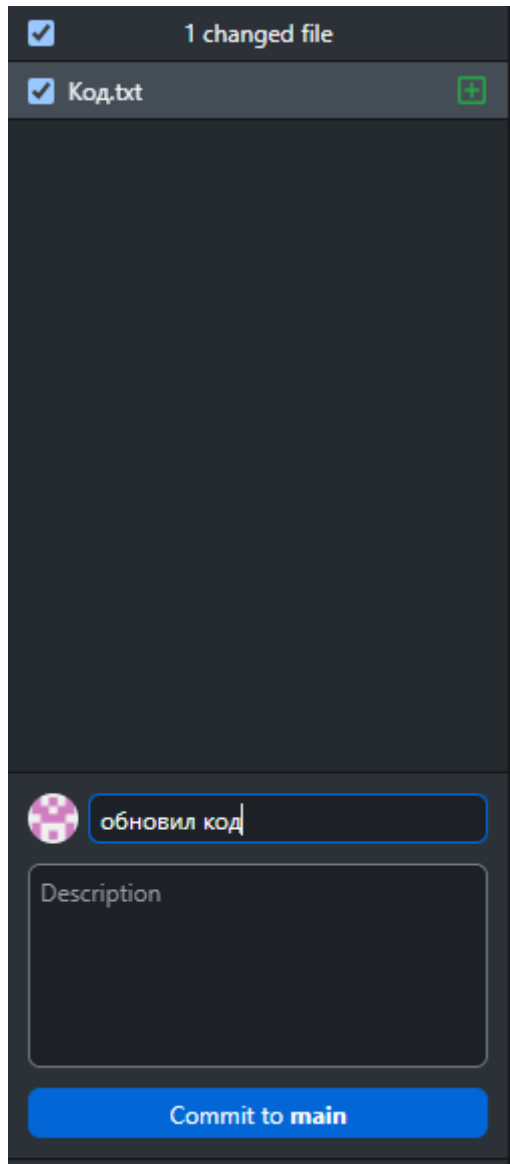 1 changed file
Код.txt
обновил код
Description
Commit to main